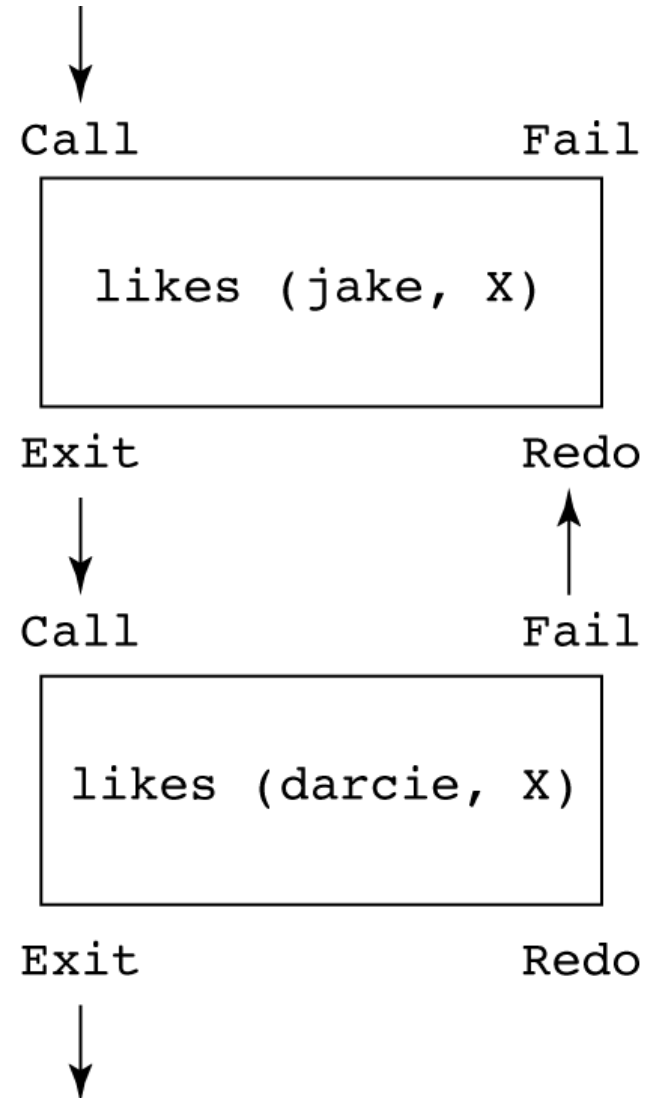 Call Fail
likes (jake, X)
Exit Redo
Call Fail
likes (darcie, X)
Exit Redo